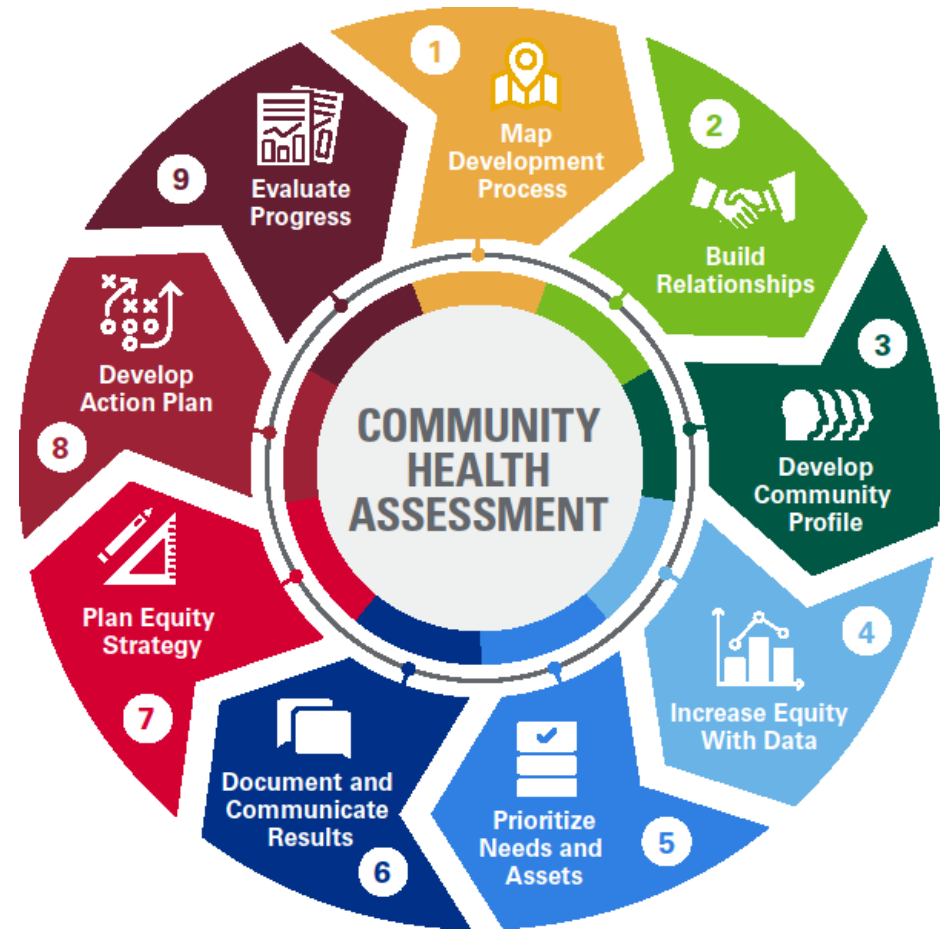 COMMUNITY
HEALTH
ASSESSMENT
1
Map
Development
Process
2
Build
Relationships
3
Develop
Community
Profile
4
Increase Equity
With Data
5
Prioritize
Needs and
Assets
6
Document and
Communicate
Results
7
Plan Equity
Strategy
8
Develop
Action Plan
9
Evaluate
Progress